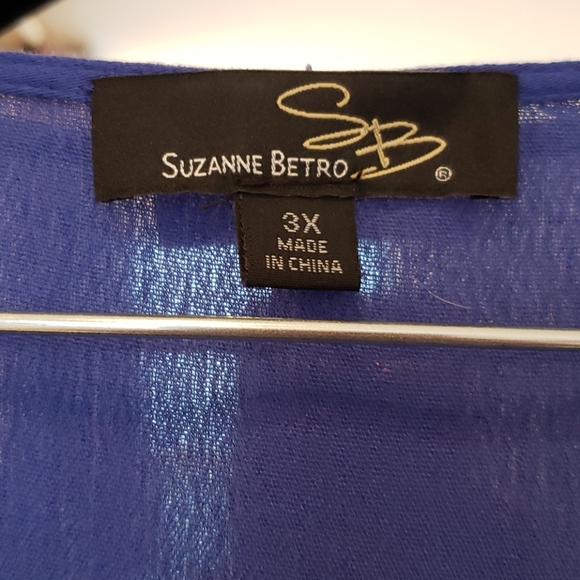 SB
SUZANNE BETRO ®
3X
MADE
IN CHINA